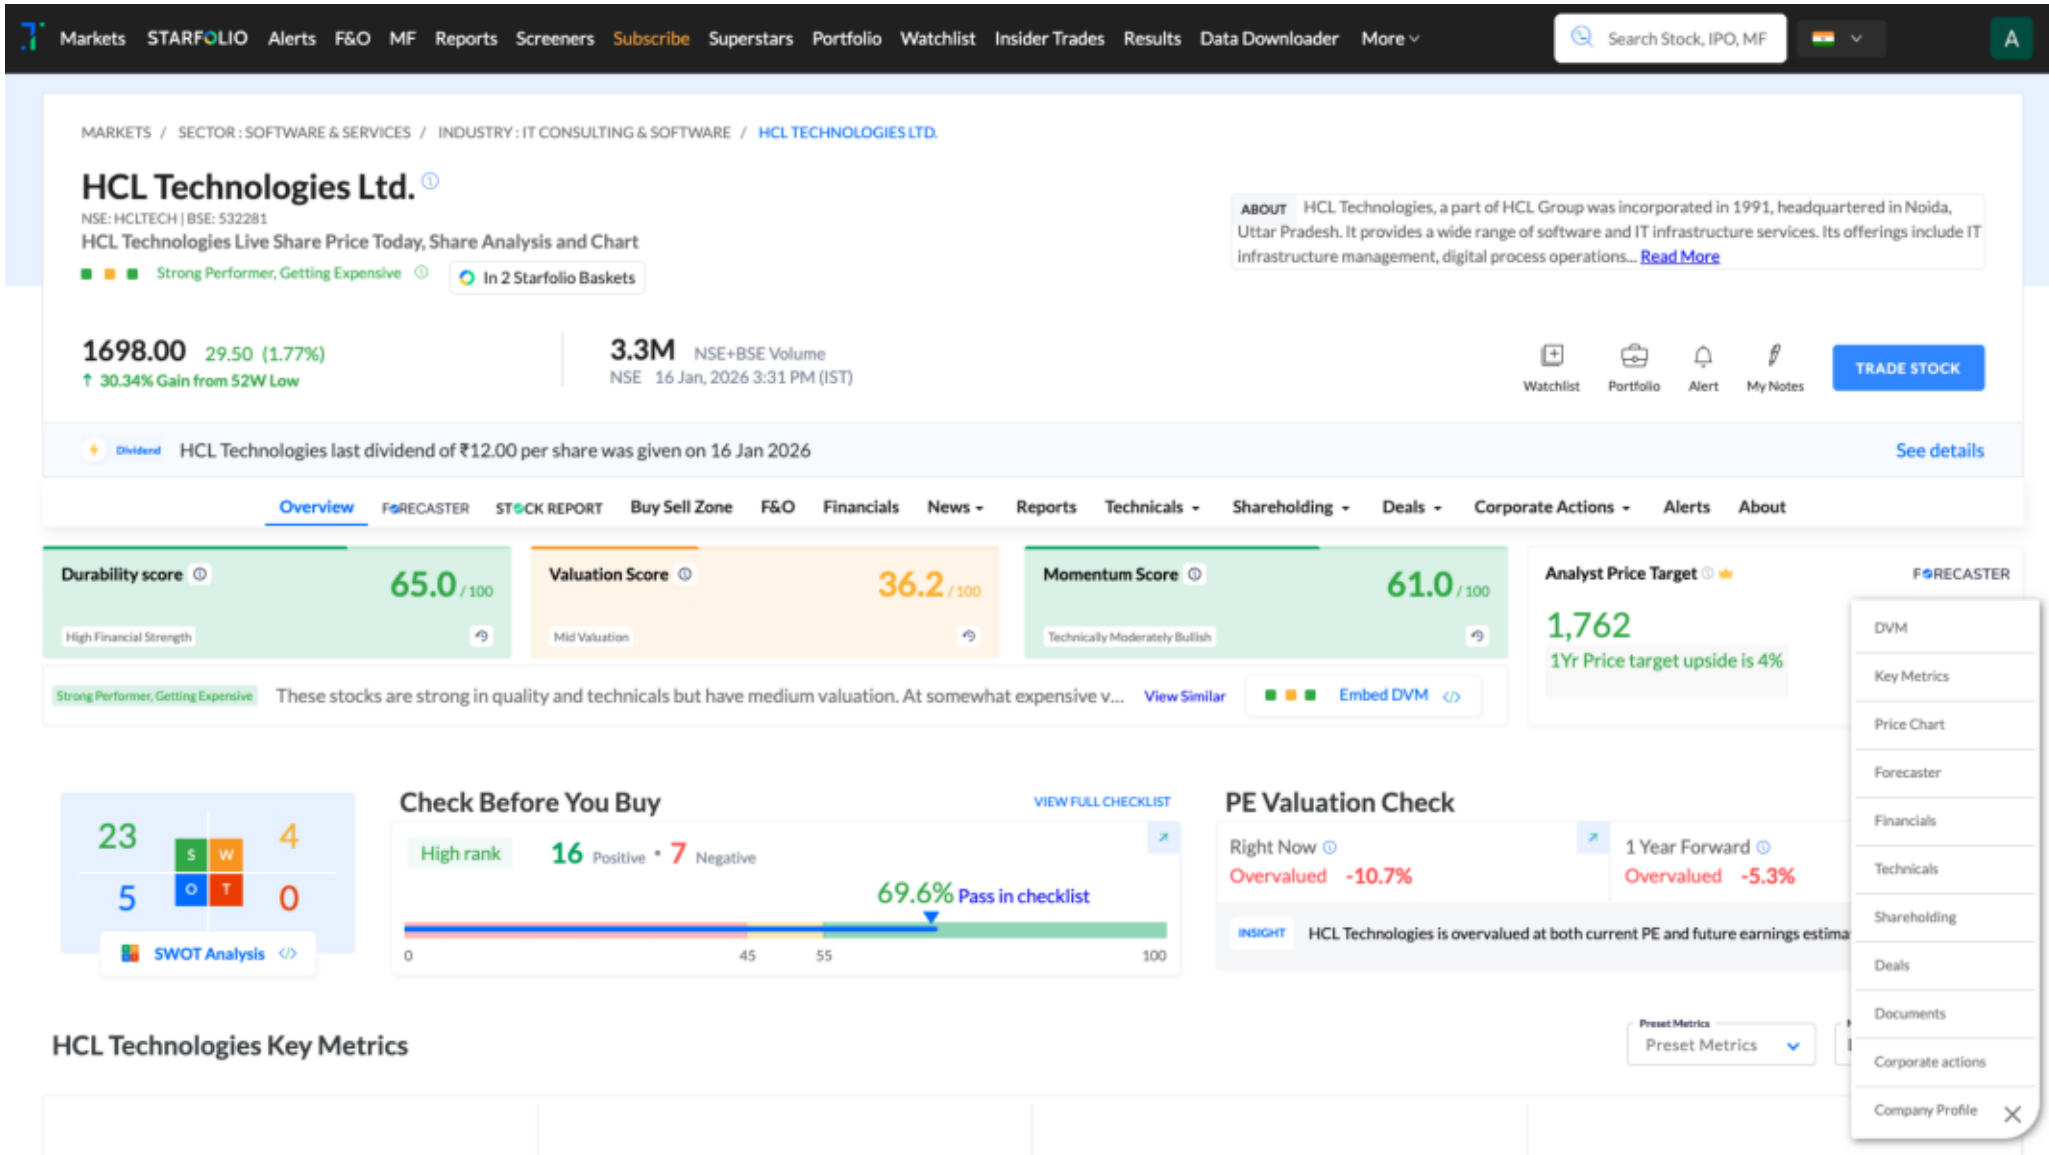 Markets STARFOLIO Alerts F&O MF Reports Screeners Subscribe Superstars Portfolio Watchlist Insider Trades Results Data Downloader More Search Stock, IPO, MF A
MARKETS / SECTOR : SOFTWARE & SERVICES / INDUSTRY : IT CONSULTING & SOFTWARE / HCL TECHNOLOGIES LTD.
HCL Technologies Ltd.
NSE: HCLTECH | BSE: 532281
HCL Technologies Live Share Price Today, Share Analysis and Chart
Strong Performer, Getting Expensive In 2 Starfolio Baskets
ABOUT HCL Technologies, a part of HCL Group was incorporated in 1991, headquartered in Noida,
Uttar Pradesh. It provides a wide range of software and IT infrastructure services. Its offerings include IT
infrastructure management, digital process operations... Read More
1698.00 29.50 (1.77%)
↑ 30.34% Gain from 52W Low
3.3M NSE+BSE Volume
NSE 16 Jan, 2026 3:31 PM (IST)
Watchlist Portfolio Alert My Notes TRADE STOCK
Dividend HCL Technologies last dividend of ₹12.00 per share was given on 16 Jan 2026 See details
Overview FORECASTER STOCK REPORT Buy Sell Zone F&O Financials News Reports Technicals Shareholding Deals Corporate Actions Alerts About
Durability score 65.0 / 100
High Financial Strength
Valuation Score 36.2 / 100
Mid Valuation
Momentum Score 61.0 / 100
Technically Moderately Bullish
Analyst Price Target FORECASTER
1,762
1Yr Price target upside is 4%
Strong Performer, Getting Expensive These stocks are strong in quality and technicals but have medium valuation. At somewhat expensive v... View Similar Embed DVM </>
23 S W 4
5 O T 0
SWOT Analysis </>
Check Before You Buy VIEW FULL CHECKLIST
High rank 16 Positive • 7 Negative
69.6% Pass in checklist
0 45 55 100
PE Valuation Check
Right Now
Overvalued -10.7%
1 Year Forward
Overvalued -5.3%
INSIGHT HCL Technologies is overvalued at both current PE and future earnings estima
HCL Technologies Key Metrics
Preset Metrics
Preset Metrics
DVM
Key Metrics
Price Chart
Forecaster
Financials
Technicals
Shareholding
Deals
Documents
Corporate actions
Company Profile